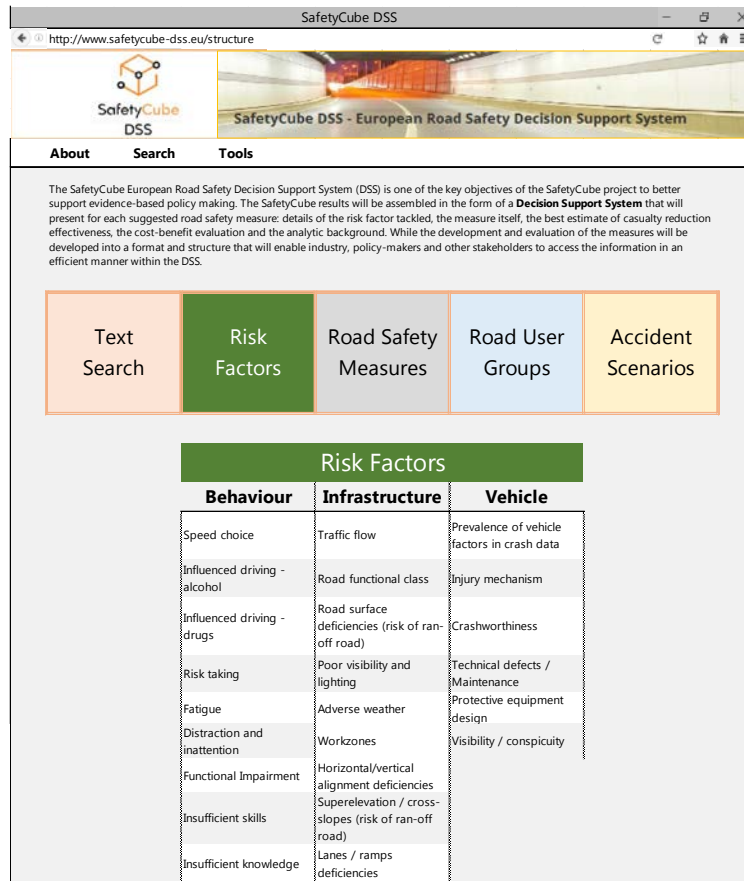 SafetyCube DSS
http://www.safetycube-dss.eu/structure
SafetyCube
DSS
SafetyCube DSS - European Road Safety Decision Support System
About Search Tools
The SafetyCube European Road Safety Decision Support System (DSS) is one of the key objectives of the SafetyCube project to better
support evidence-based policy making. The SafetyCube results will be assembled in the form of a Decision Support System that will
present for each suggested road safety measure: details of the risk factor tackled, the measure itself, the best estimate of casualty reduction
effectiveness, the cost-benefit evaluation and the analytic background. While the development and evaluation of the measures will be
developed into a format and structure that will enable industry, policy-makers and other stakeholders to access the information in an
efficient manner within the DSS.
Text
Search
Risk
Factors
Road Safety
Measures
Road User
Groups
Accident
Scenarios
Risk Factors
Behaviour Infrastructure Vehicle
Speed choice
Traffic flow
Prevalence of vehicle
factors in crash data
Influenced driving -
alcohol
Road functional class
Injury mechanism
Influenced driving -
drugs
Road surface
deficiencies (risk of ran-
off road)
Crashworthiness
Risk taking
Poor visibility and
lighting
Technical defects /
Maintenance
Fatigue
Adverse weather
Protective equipment
design
Distraction and
inattention
Workzones
Visibility / conspicuity
Functional Impairment
Horizontal/vertical
alignment deficiencies
Insufficient skills
Superelevation / cross-
slopes (risk of ran-off
road)
Insufficient knowledge
Lanes / ramps
deficiencies